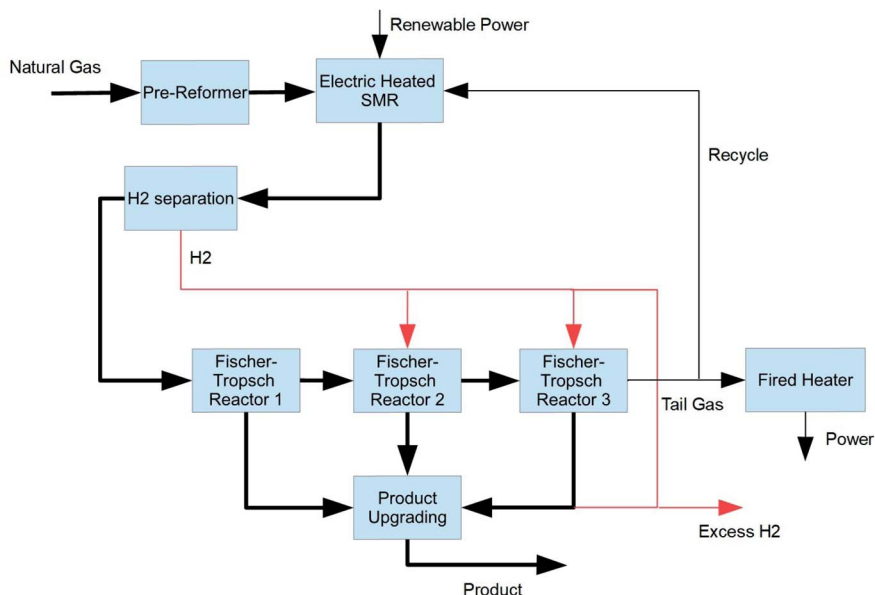 Renewable Power
Natural Gas
Pre-Reformer
Electric Heated
SMR
Recycle
H2 separation
H2
Fischer-
Tropsch
Reactor 1
Fischer-
Tropsch
Reactor 2
Fischer-
Tropsch
Reactor 3
Fired Heater
Tail Gas
Power
Product
Upgrading
Excess H2
Product